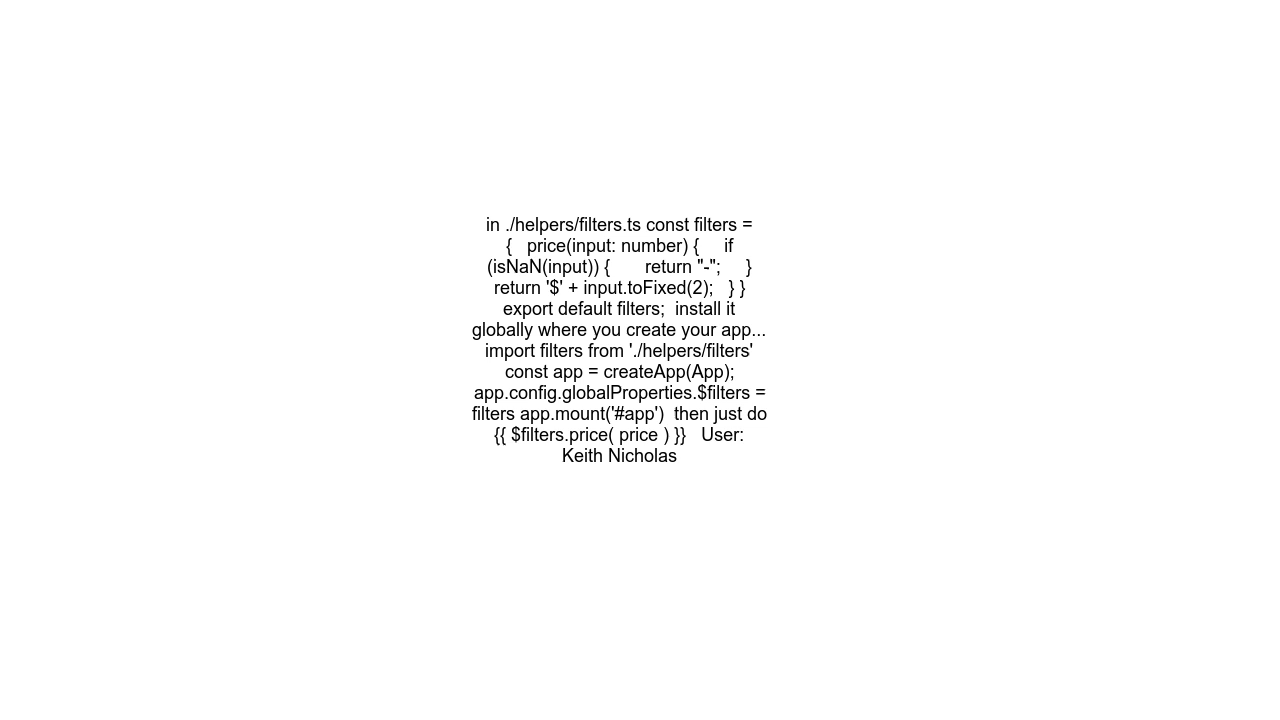 in ./helpers/filters.ts const filters =
{   price(input: number) {     if
(isNaN(input)) {       return "-";     }
return '$' + input.toFixed(2);   } }
export default filters;  install it
globally where you create your app...
import filters from './helpers/filters'
const app = createApp(App);
app.config.globalProperties.$filters =
filters app.mount('#app')  then just do
{{ $filters.price( price ) }}   User:
Keith Nicholas